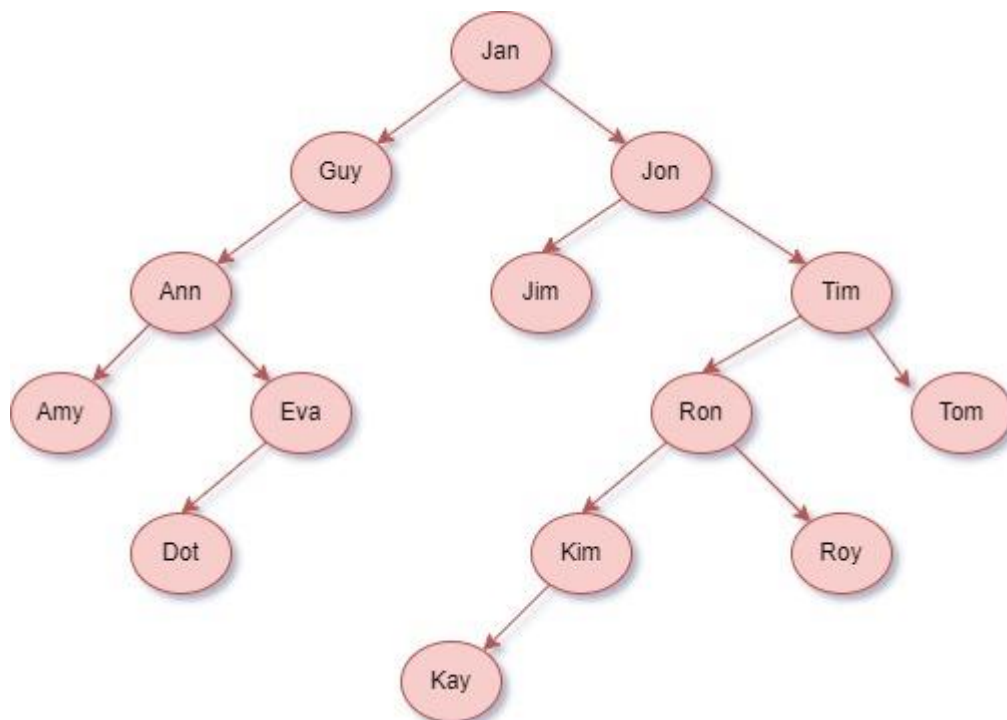 Jan
Guy
Jon
Ann
Jim
Tim
Amy
Eva
Ron
Tom
Dot
Kim
Roy
Kay